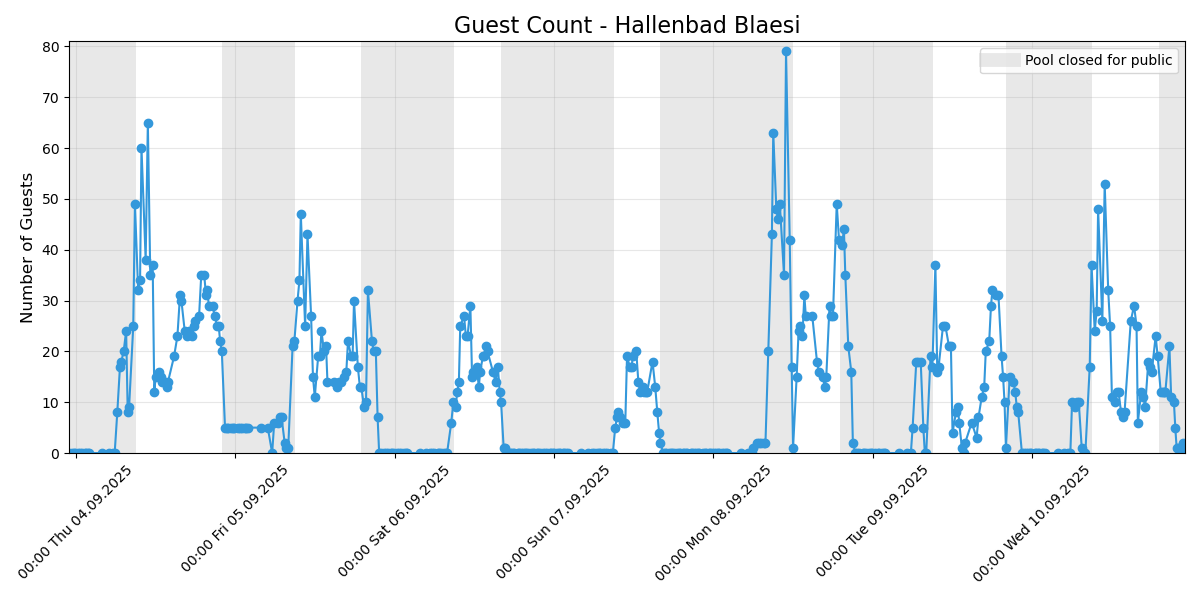 Guest Count - Hallenbad Blaesi
Pool closed for public
Number of Guests
80
70
60
50
40
30
20
10
0
00:00 Thu 04.09.2025
00:00 Fri 05.09.2025
00:00 Sat 06.09.2025
00:00 Sun 07.09.2025
00:00 Mon 08.09.2025
00:00 Tue 09.09.2025
00:00 Wed 10.09.2025